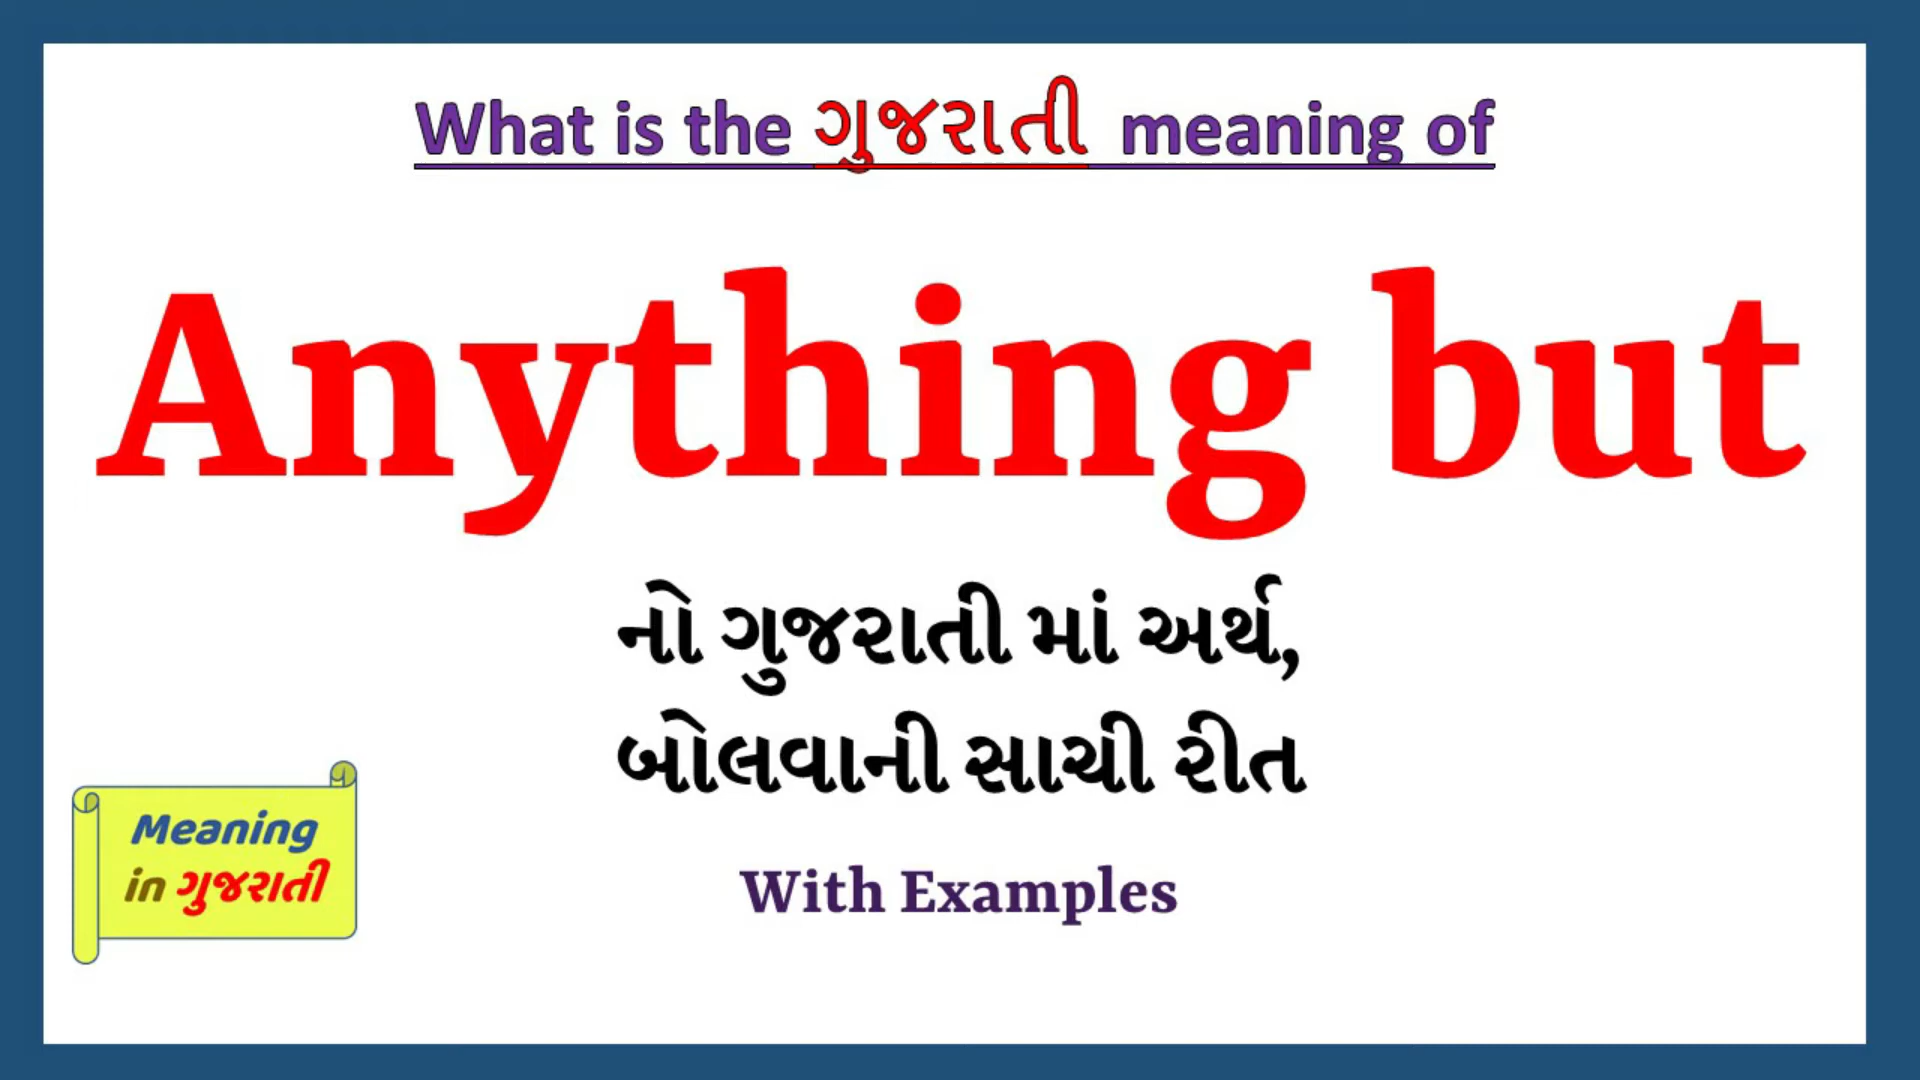 What is the ગુજરાતી meaning of
Anything but
નો ગુજરાતી માં અર્થ,
બોલવાની સાચી રીત
With Examples
Meaning
in ગુજરાતી